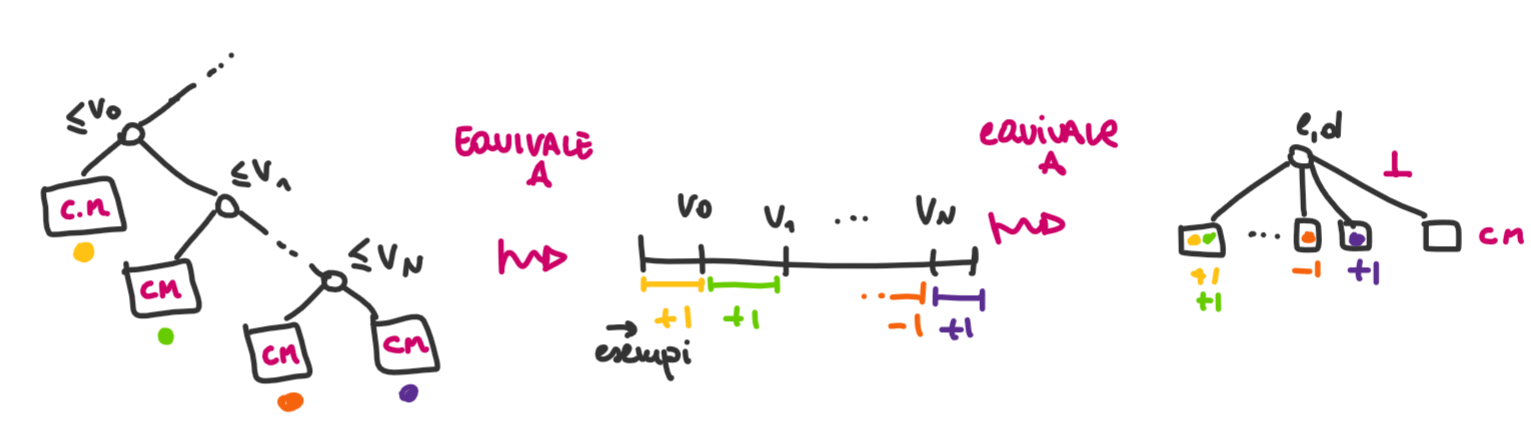 ≤V0
C.M
≤V1
CM
...
≤VN
CM
CM
EQUIVALE
A
V0 V1 ... VN
+1 +1 ... -1 +1
→
esempi
EQUIVALE
A
e,d
⊥
...
CM
+1 -1 +1
+1